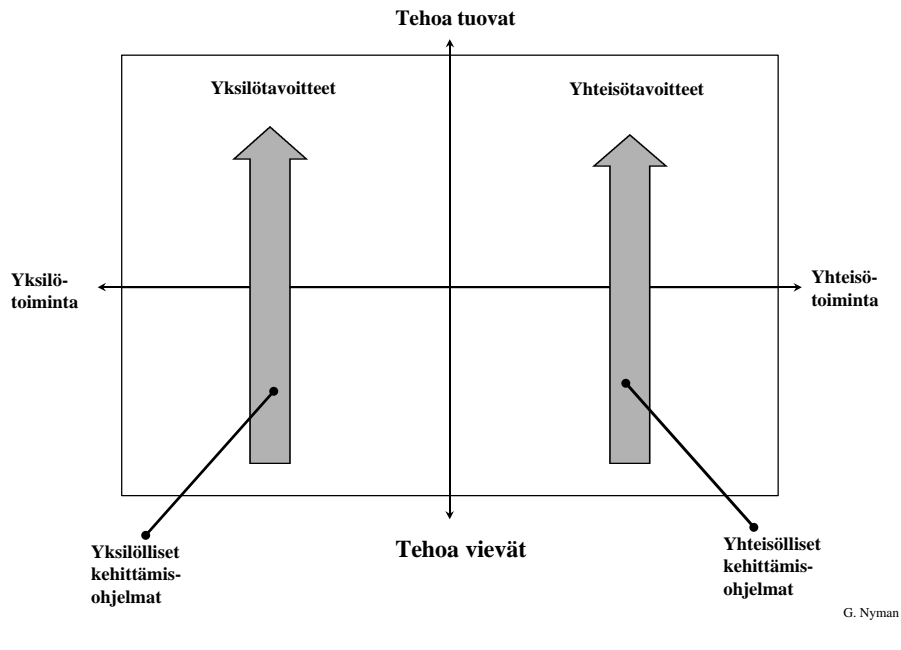 Tehoa tuovat
Yksilötavoitteet
Yhteisötavoitteet
Yksilö-
toiminta
Yhteisö-
toiminta
Yksilölliset
kehittämis-
ohjelmat
Tehoa vievät
Yhteisölliset
kehittämis-
ohjelmat
G. Nyman